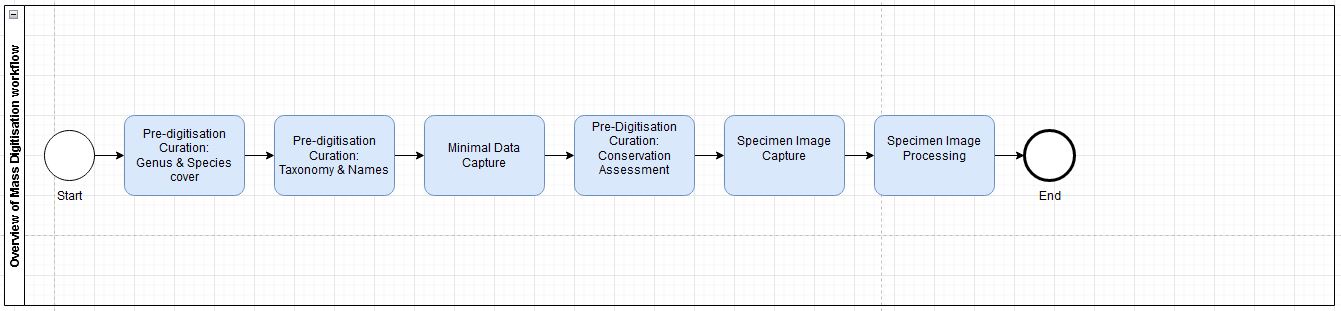 Overview of Mass Digitisation workflow
Start
Pre-digitisation
Curation:
Genus & Species
cover
Pre-digitisation
Curation:
Taxonomy & Names
Minimal Data
Capture
Pre-Digitisation
Curation:
Conservation
Assessment
Specimen Image
Capture
Specimen Image
Processing
End